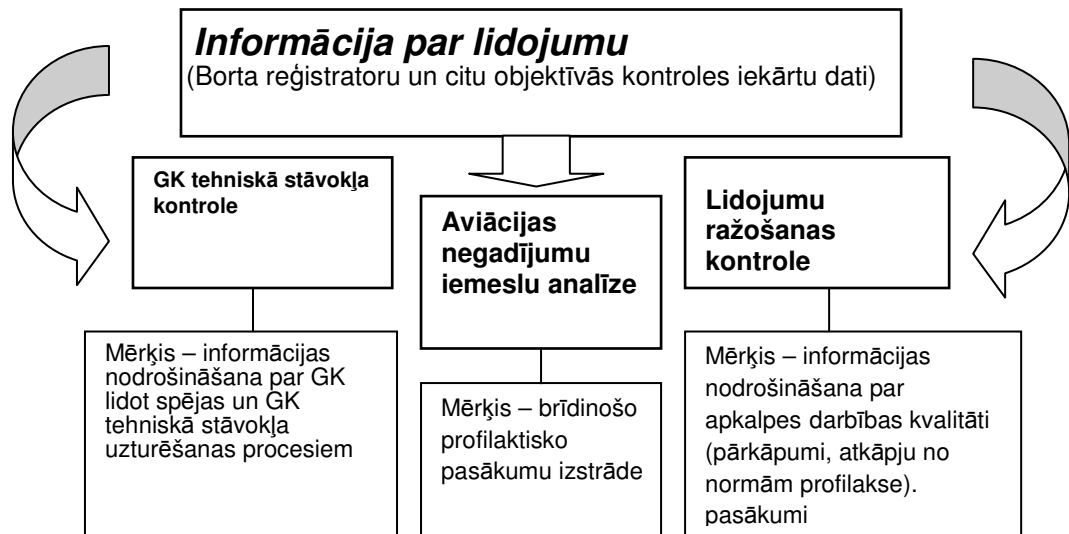 Informācija par lidojumu
(Borta reģistratoru un citu objektīvās kontroles iekārtu dati)
GK tehniskā stāvokļa
kontrole
Aviācijas
negadījumu
iemeslu analīze
Lidojumu
ražošanas
kontrole
Mērķis – informācijas
nodrošināšana par GK
lidot spējas un GK
tehniskā stāvokļa
uzturēšanas procesiem
Mērķis – brīdinošo
profilaktisko
pasākumu izstrāde
Mērķis – informācijas
nodrošināšana par
apkalpes darbības kvalitāti
(pārkāpumi, atkāpju no
normām profilakse).
pasākumi